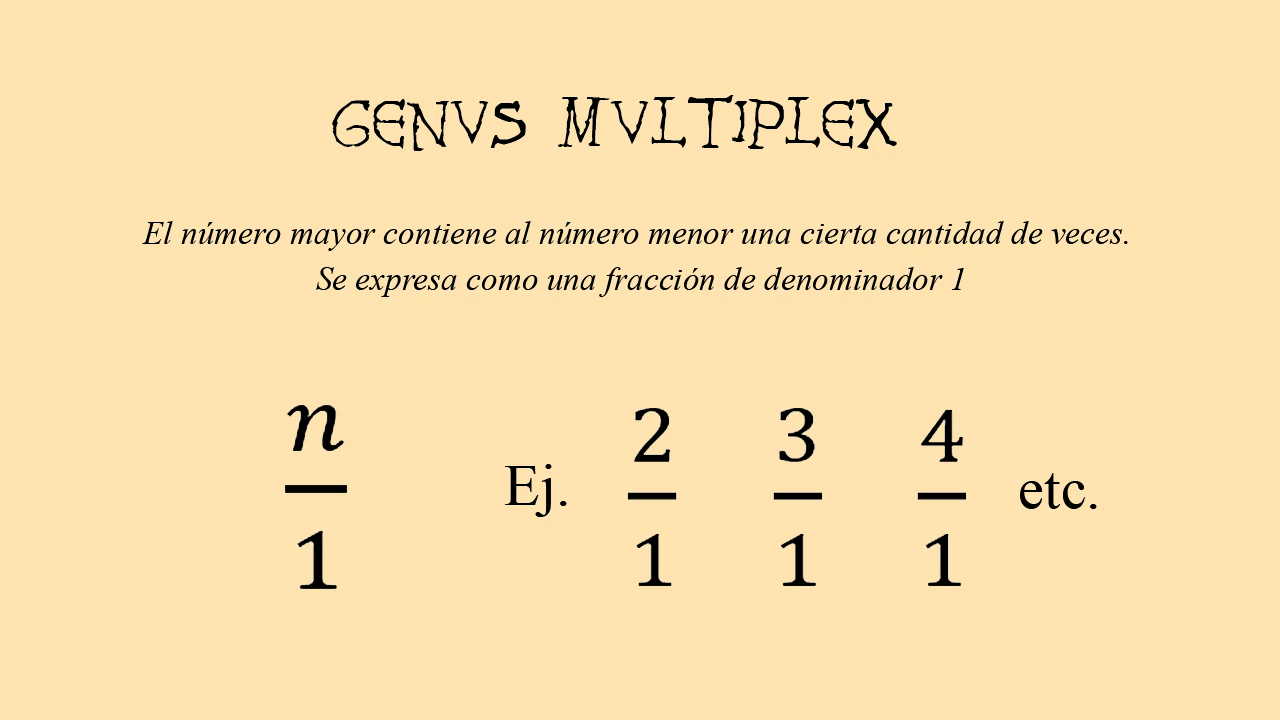 GENVS MVLTIPLEX
El número mayor contiene al número menor una cierta cantidad de veces.
Se expresa como una fracción de denominador 1
n/1 Ej. 2/1 3/1 4/1 etc.